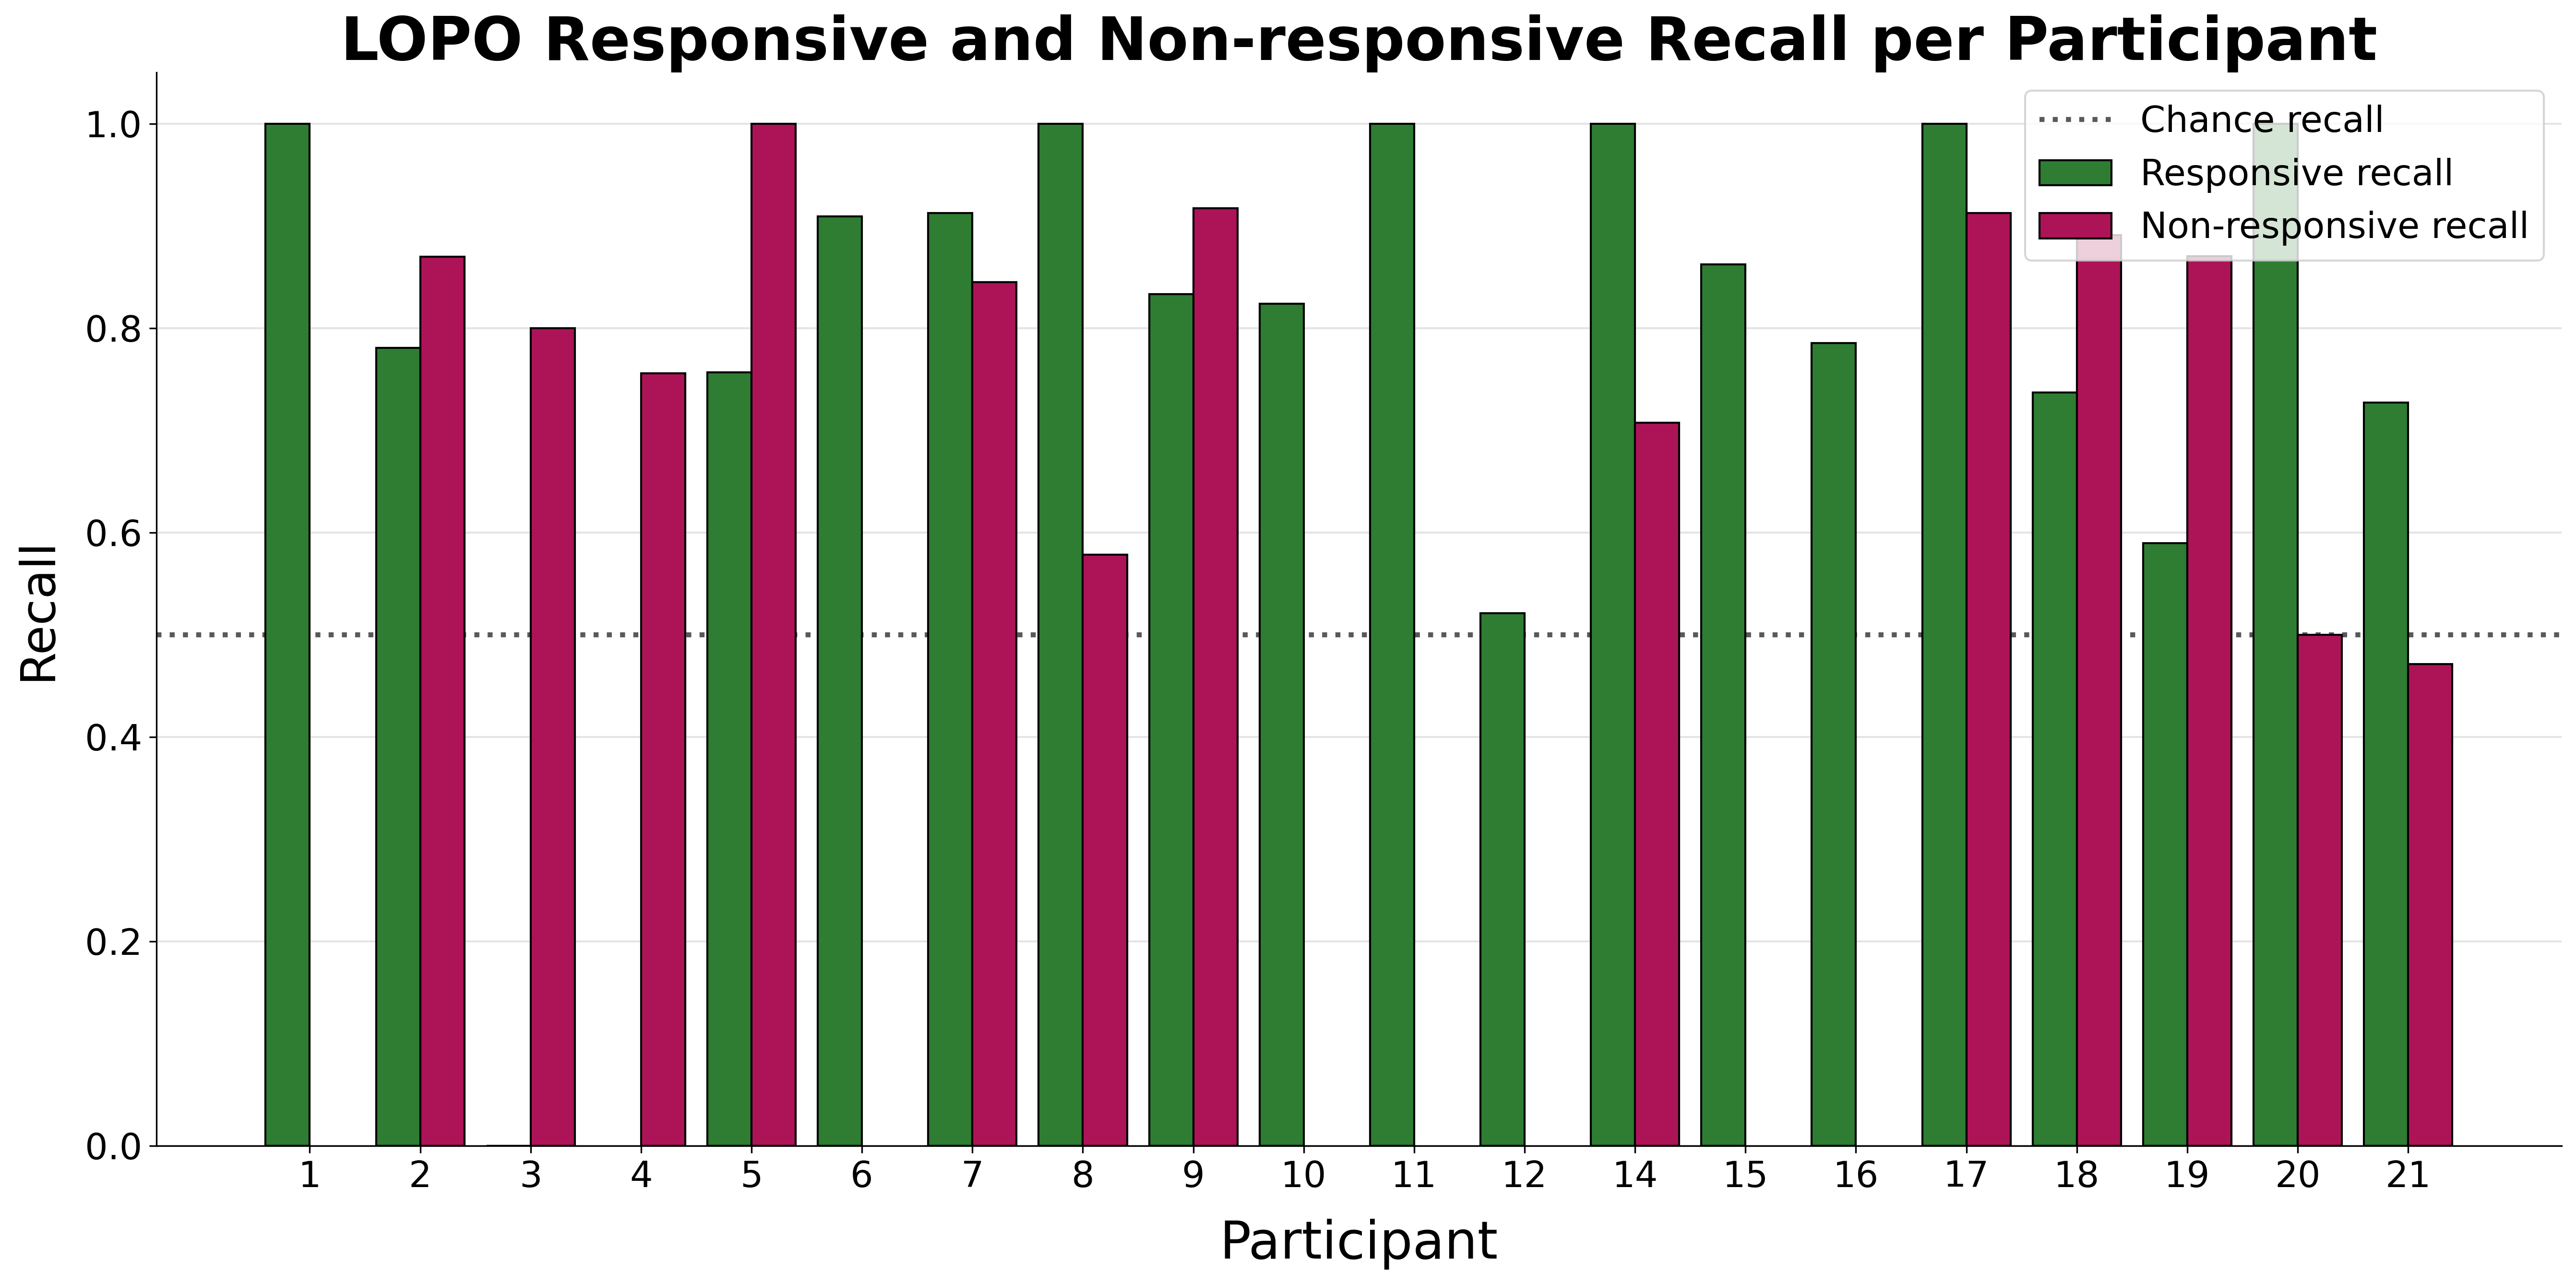 LOPO Responsive and Non-responsive Recall per Participant
Chance recall
Responsive recall
Non-responsive recall
1.0
0.8
0.6
0.4
0.2
0.0
Recall
1 2 3 4 5 6 7 8 9 10 11 12 14 15 16 17 18 19 20 21
Participant